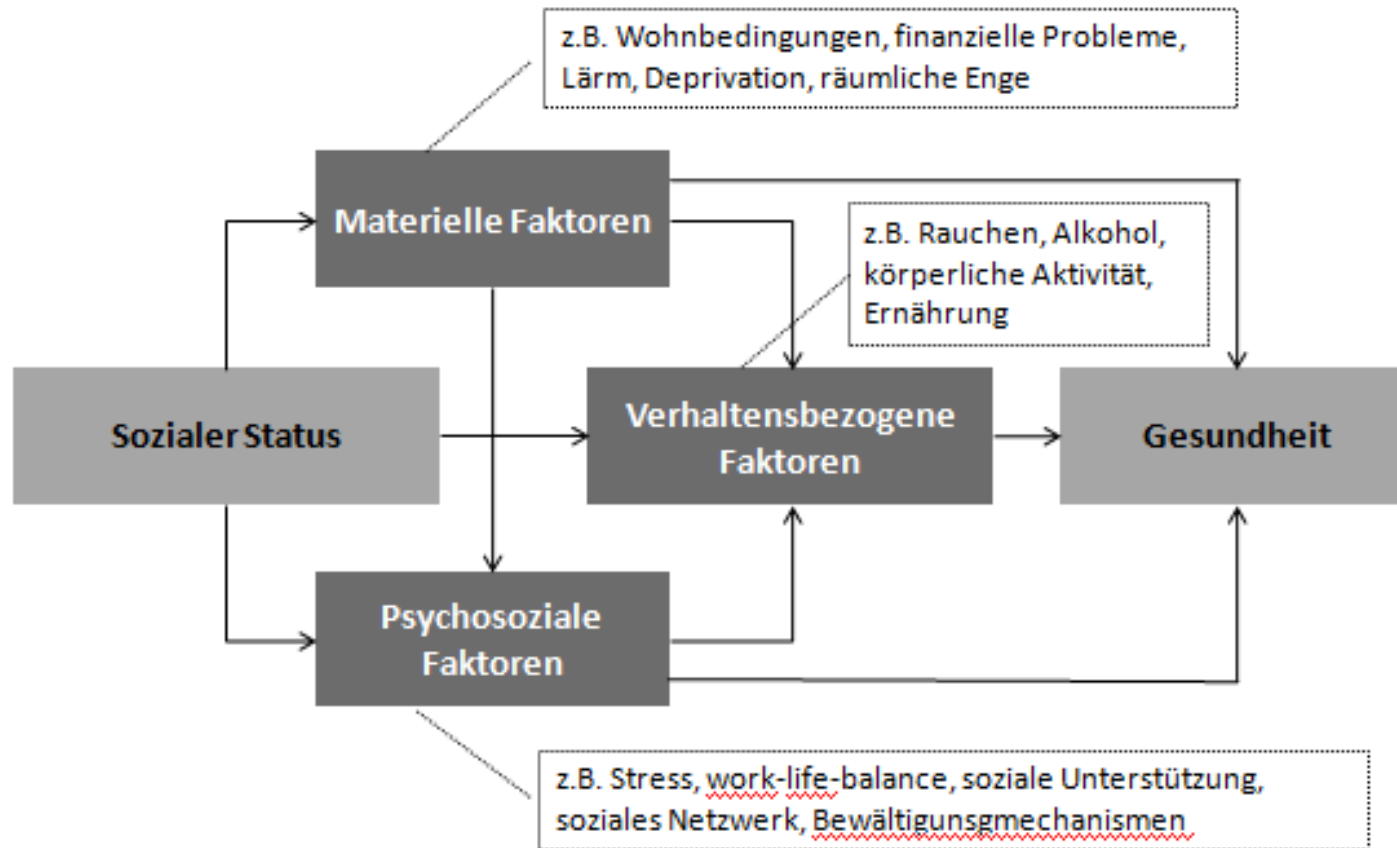 z.B. Wohnbedingungen, finanzielle Probleme,
Lärm, Deprivation, räumliche Enge
Materielle Faktoren
z.B. Rauchen, Alkohol,
körperliche Aktivität,
Ernährung
Sozialer Status
Verhaltensbezogene
Faktoren
Gesundheit
Psychosoziale
Faktoren
z.B. Stress, work-life-balance, soziale Unterstützung,
soziales Netzwerk, Bewältigunsgmechanismen